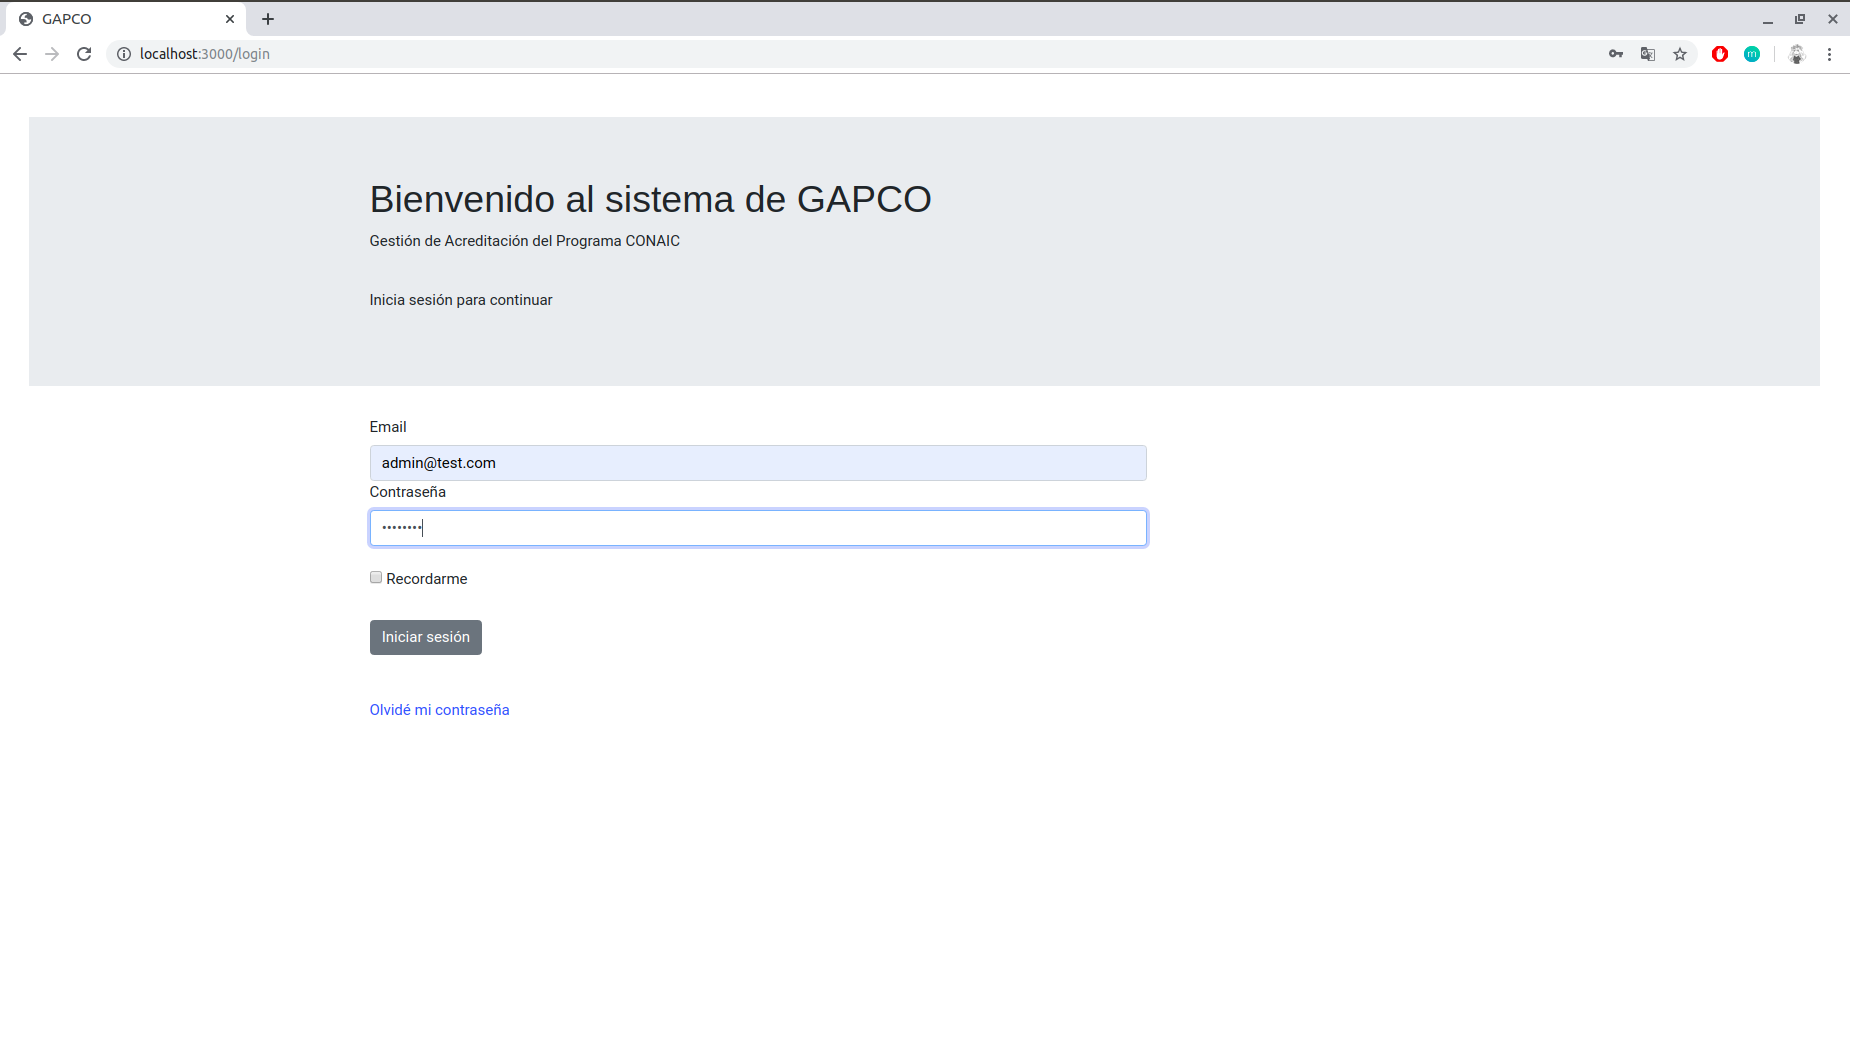 GAPCO
localhost:3000/login
m
Bienvenido al sistema de GAPCO
Gestión de Acreditación del Programa CONAIC
Inicia sesión para continuar
Email
admin@test.com
Contraseña
••••••••
Recordarme
Iniciar sesión
Olvidé mi contraseña